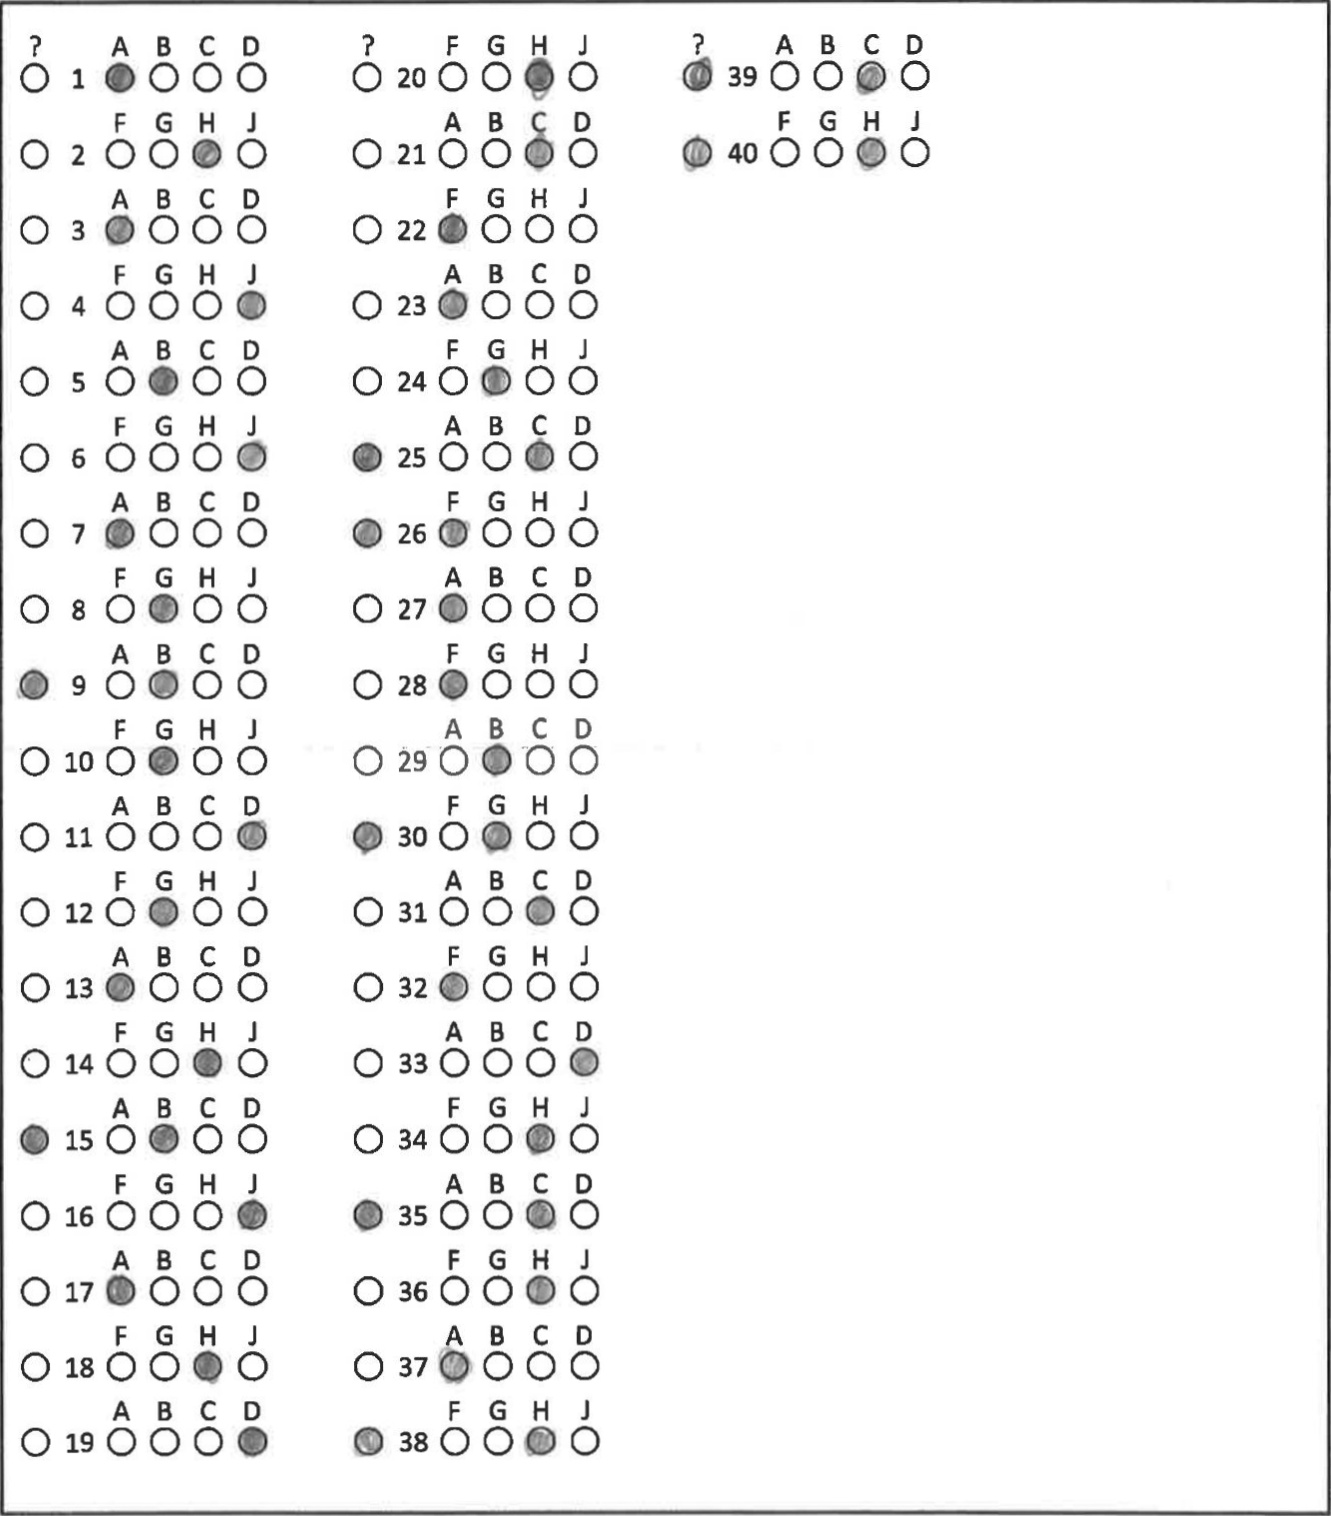 ? A B C D
1
F G H J
2
A B C D
3
F G H J
4
A B C D
5
F G H J
6
A B C D
7
F G H J
8
A B C D
9
F G H J
10
A B C D
11
F G H J
12
A B C D
13
F G H J
14
A B C D
15
F G H J
16
A B C D
17
F G H J
18
A B C D
19
? F G H J
20
A B C D
21
F G H J
22
A B C D
23
F G H J
24
A B C D
25
F G H J
26
A B C D
27
F G H J
28
A B C D
29
F G H J
30
A B C D
31
F G H J
32
A B C D
33
F G H J
34
A B C D
35
F G H J
36
A B C D
37
F G H J
38
? A B C D
39
F G H J
40